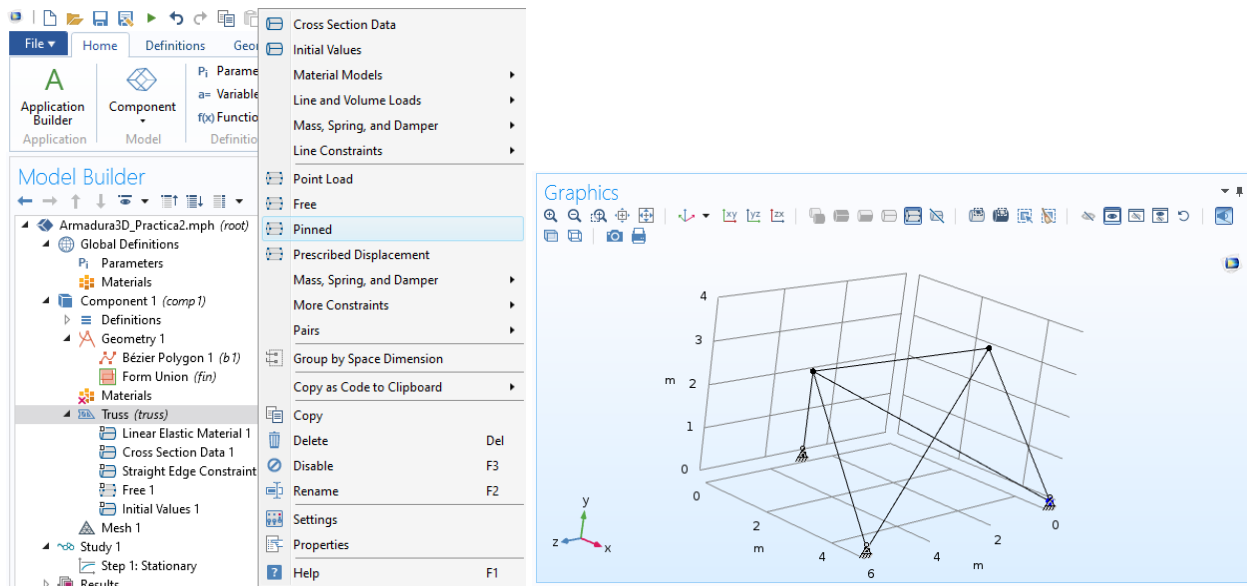 File ▾ Home Definitions Geo
A
Application Builder
Component
Pi Parame
a= Variable
f(x) Functio
Application Model Definitio
Model Builder
Armadura3D_Practica2.mph (root)
Global Definitions
Pi Parameters
Materials
Component 1 (comp1)
Definitions
Geometry 1
Bézier Polygon 1 (b1)
Form Union (fin)
Materials
Truss (truss)
Linear Elastic Material 1
Cross Section Data 1
Straight Edge Constraint
Free 1
Initial Values 1
Mesh 1
Study 1
Step 1: Stationary
Results
Cross Section Data
Initial Values
Material Models
Line and Volume Loads
Mass, Spring, and Damper
Line Constraints
Point Load
Free
Pinned
Prescribed Displacement
Mass, Spring, and Damper
More Constraints
Pairs
Group by Space Dimension
Copy as Code to Clipboard
Copy
Delete Del
Disable F3
Rename F2
Settings
Properties
Help F1
Graphics
xy yz zx
4
3
m 2
1
0
0
2
m
4
6
4
m
2
0
y
z x